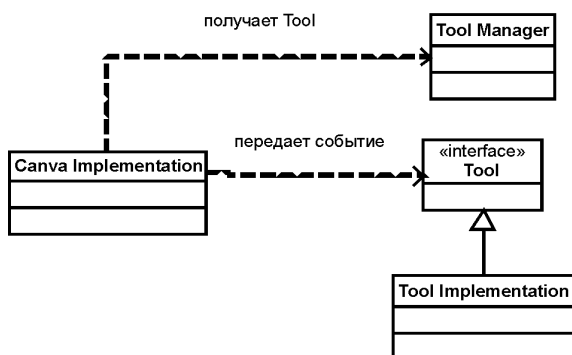 получает Tool
Tool Manager
передает событие
Canva Implementation
«interface»
Tool
Tool Implementation